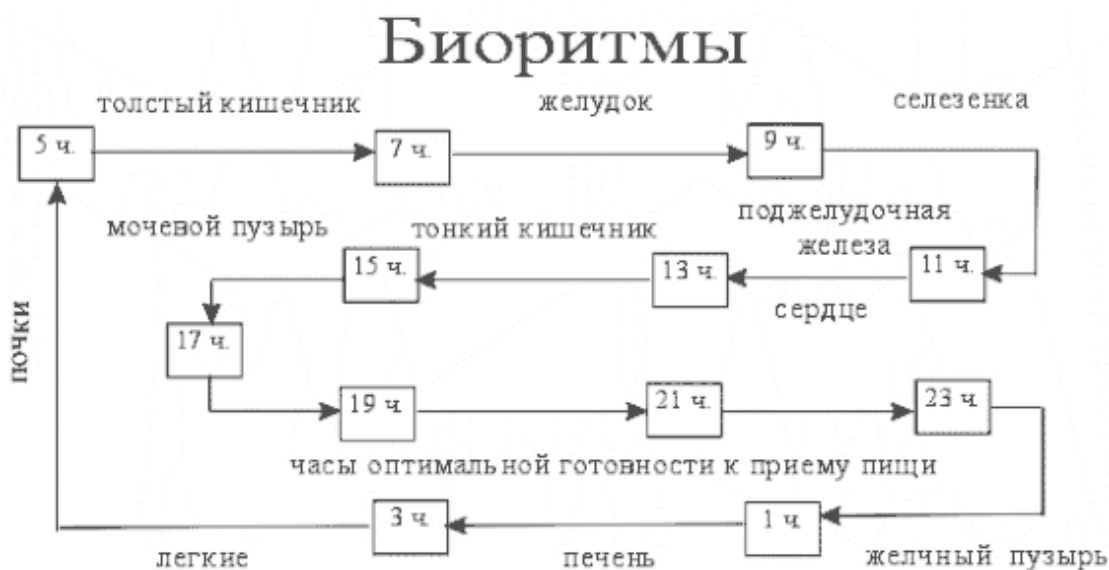 Биоритмы
толстый кишечник
желудок
селезенка
5 ч.
7 ч.
9 ч.
мочевой пузырь
тонкий кишечник
поджелудочная
железа
15 ч.
13 ч.
11 ч.
сердце
почки
17 ч.
19 ч
21 ч.
23 ч
часы оптимальной готовности к приему пищи
3 ч
1 ч
легкие
печень
желчный пузырь